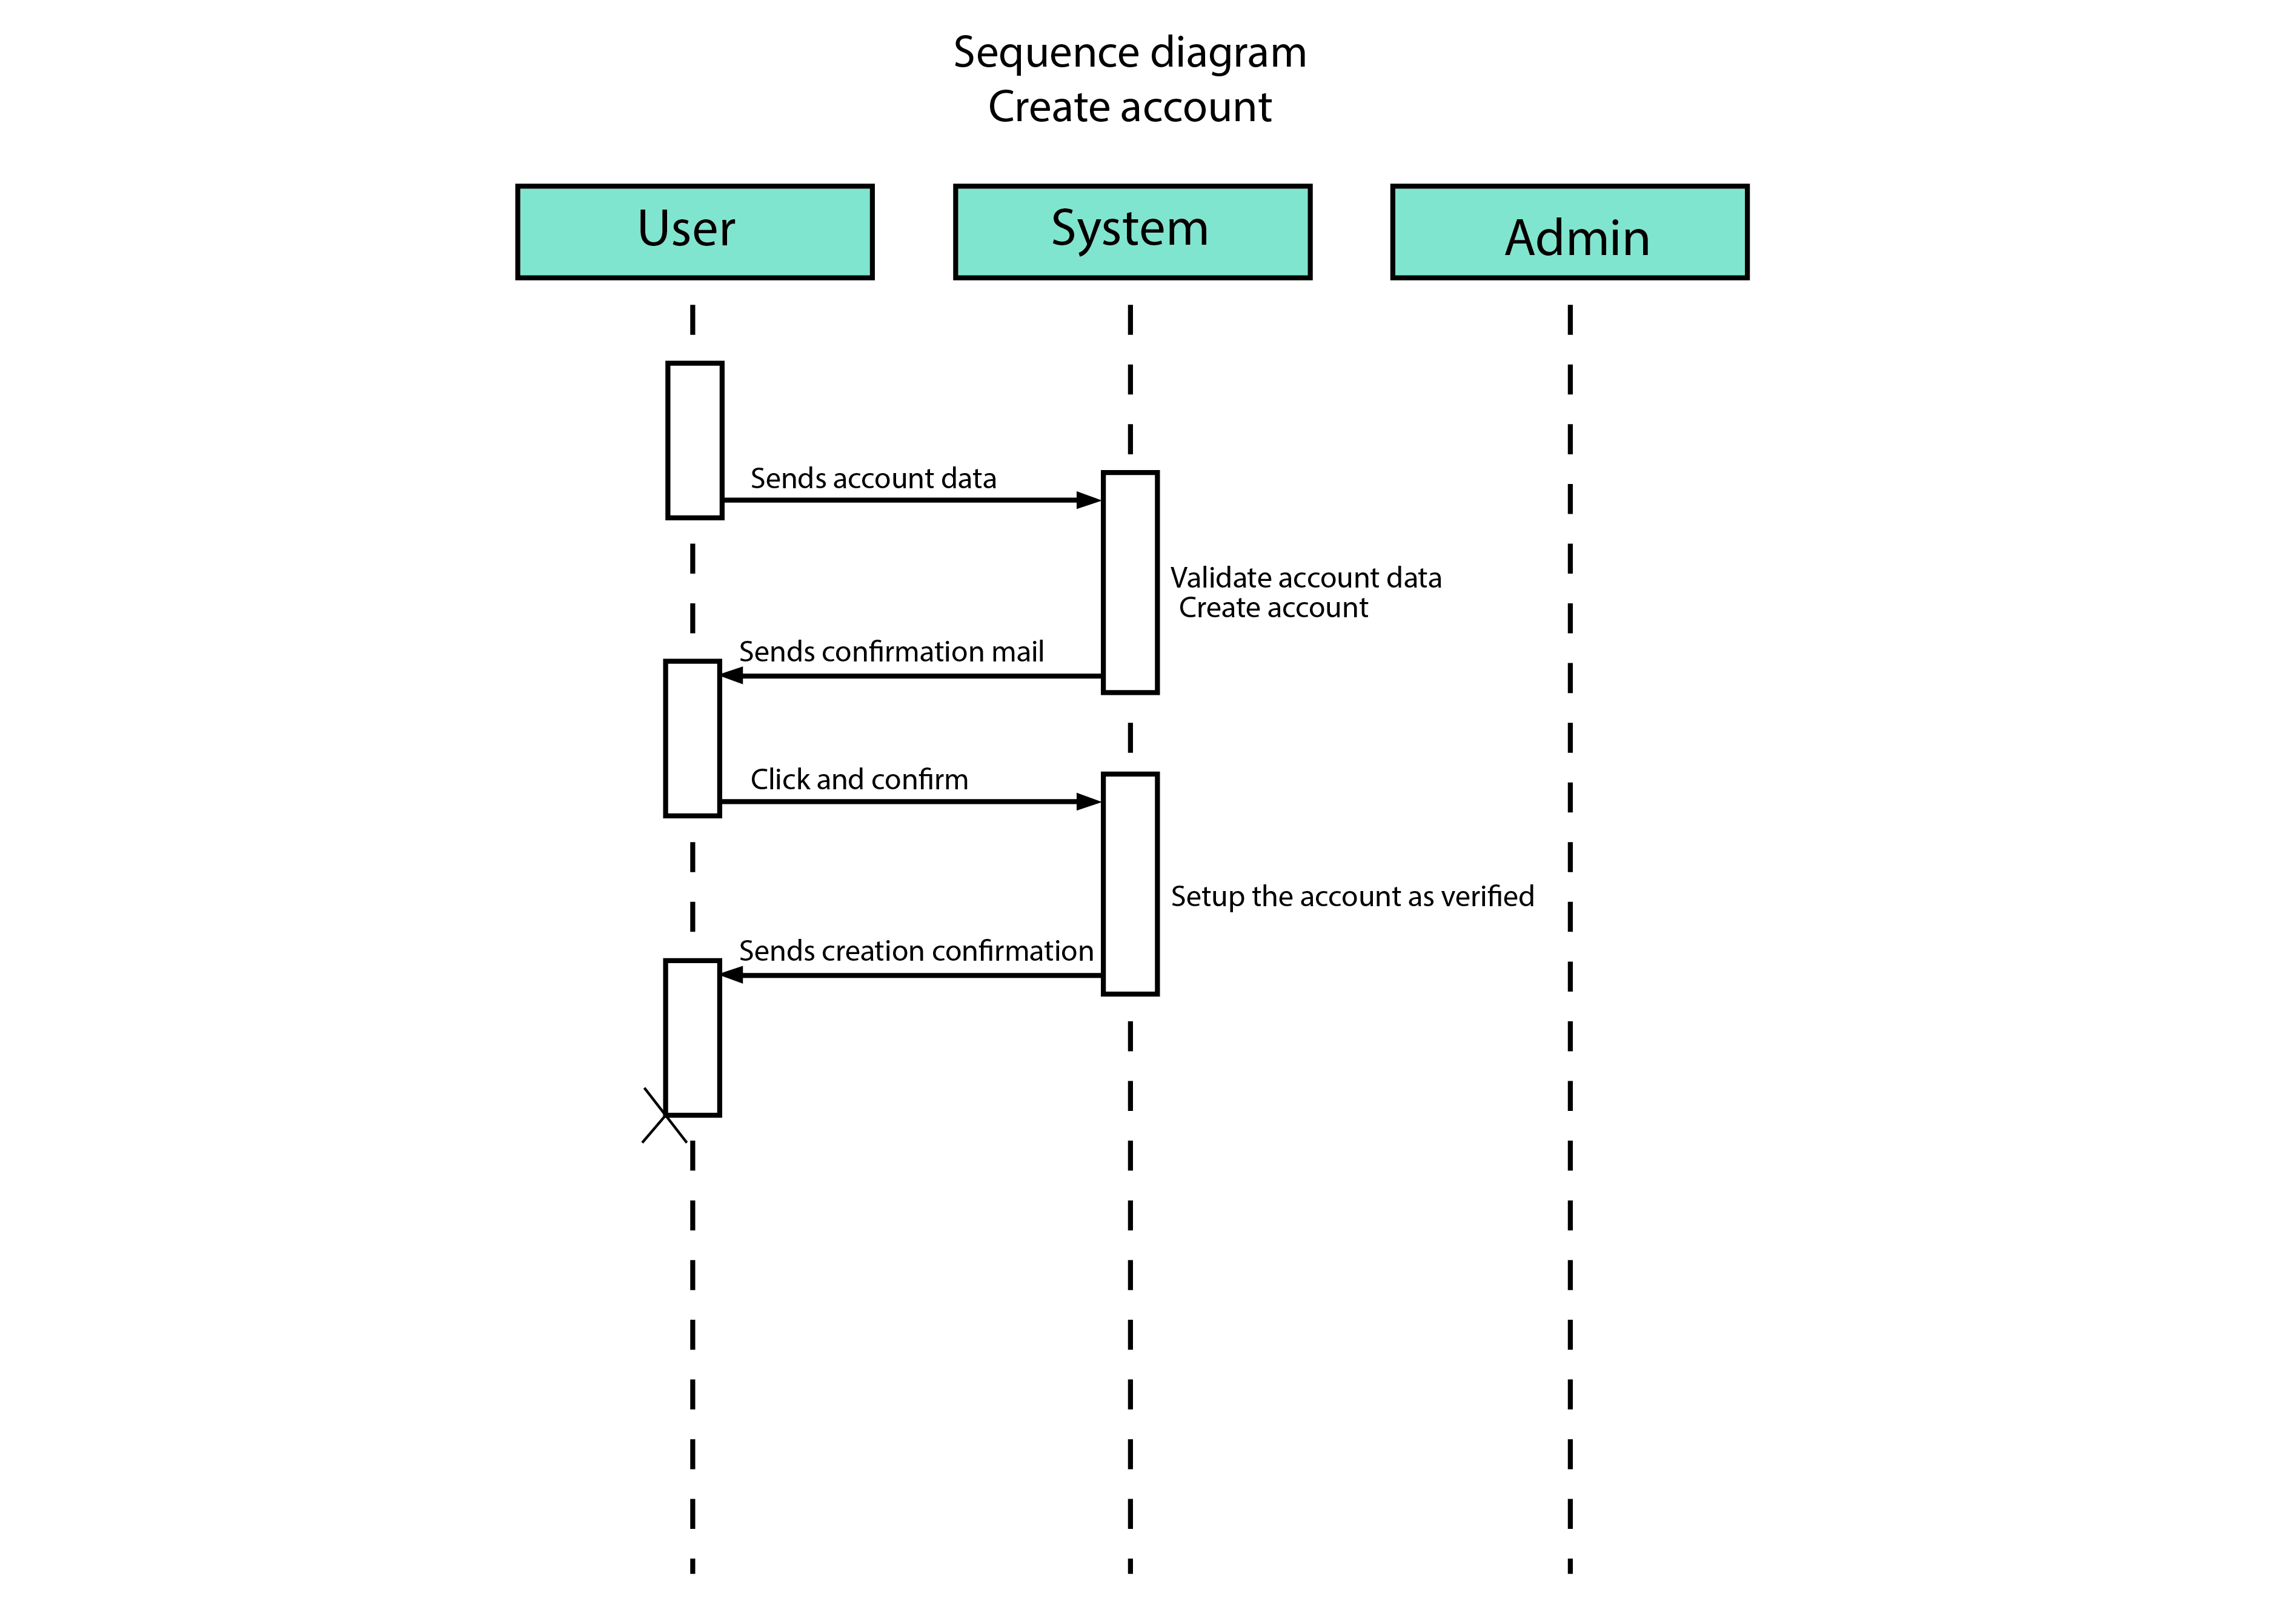 Sequence diagram
Create account
User
System
Admin
Sends account data
Validate account data
Create account
Sends confirmation mail
Click and confirm
Setup the account as verified
Sends creation confirmation